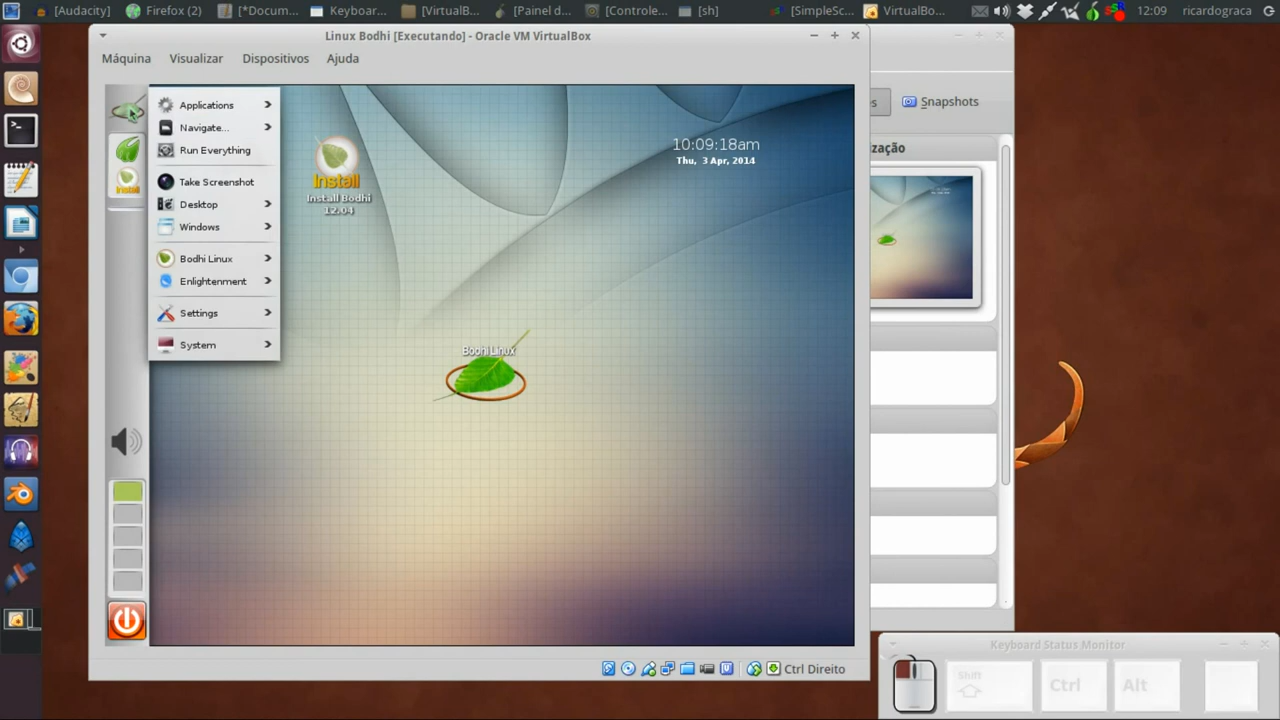 [Audacity]
Firefox (2)
[*Docum...
Keyboar...
[VirtualB...
[Painel d...
[Controle...
[sh]
[SimpleSc...
VirtualBo...
12:09
ricardograca
Linux Bodhi [Executando] - Oracle VM VirtualBox
Máquina
Visualizar
Dispositivos
Ajuda
Snapshots
ização
Applications
Navigate...
Run Everything
Take Screenshot
Desktop
Windows
Bodhi Linux
Enlightenment
Settings
System
Install
Install
Install Bodhi
12.04
10:09:18am
Thu, 3 Apr, 2014
Bodhi Linux
Ctrl Direito
Keyboard Status Monitor
Shift
Ctrl
Alt